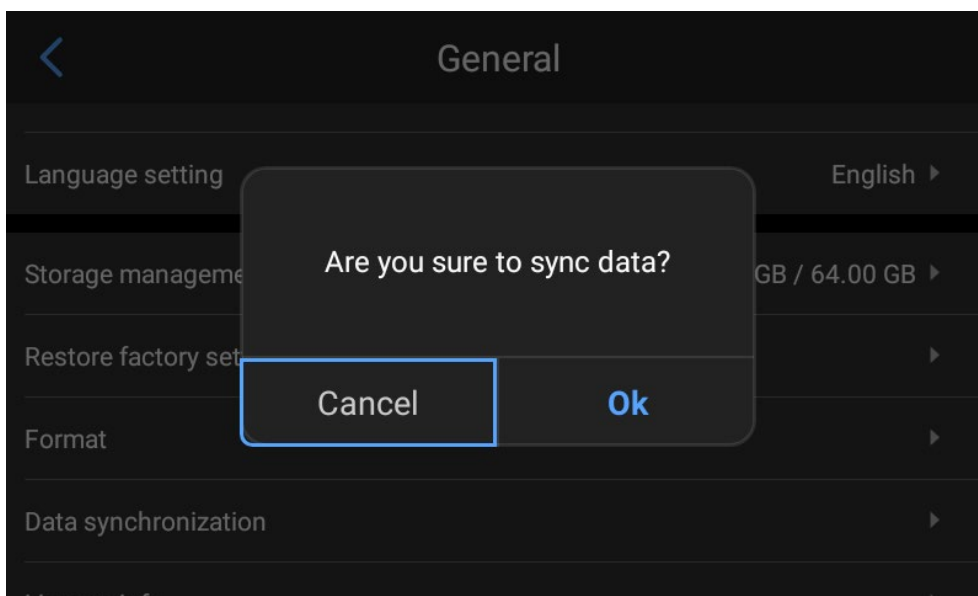 General
Language setting English
Are you sure to sync data?
Storage manageme GB / 64.00 GB
Restore factory set
Cancel Ok
Format
Data synchronization